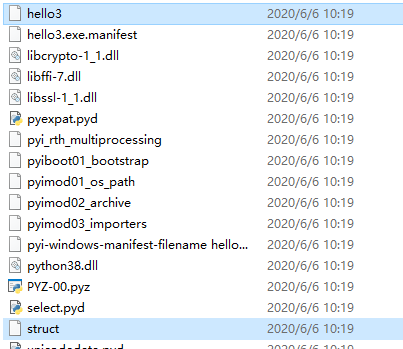 hello3 2020/6/6 10:19
hello3.exe.manifest 2020/6/6 10:19
libcrypto-1_1.dll 2020/6/6 10:19
libffi-7.dll 2020/6/6 10:19
libssl-1_1.dll 2020/6/6 10:19
pyexpat.pyd 2020/6/6 10:19
pyi_rth_multiprocessing 2020/6/6 10:19
pyiboot01_bootstrap 2020/6/6 10:19
pyimod01_os_path 2020/6/6 10:19
pyimod02_archive 2020/6/6 10:19
pyimod03_importers 2020/6/6 10:19
pyi-windows-manifest-filename hello... 2020/6/6 10:19
python38.dll 2020/6/6 10:19
PYZ-00.pyz 2020/6/6 10:19
select.pyd 2020/6/6 10:19
struct 2020/6/6 10:19